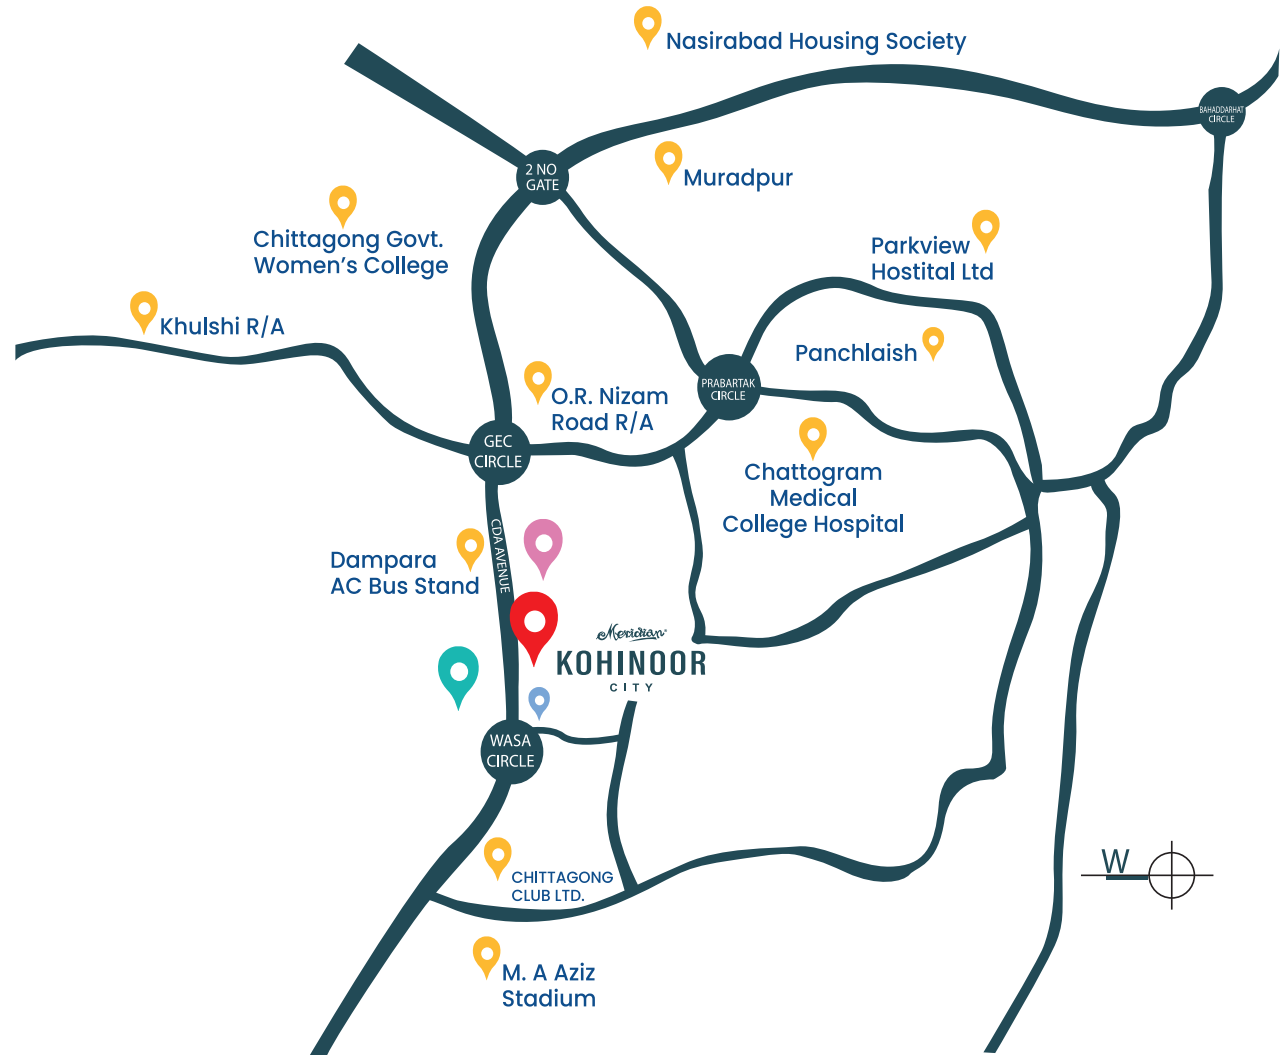 Nasirabad Housing Society
BAHADDARHAT
CIRCLE
2 NO
GATE
Muradpur
Chittagong Govt.
Women's College
Parkview
Hostital Ltd
Khulshi R/A
Panchlaish
PRABARTAK
CIRCLE
O.R. Nizam
Road R/A
GEC
CIRCLE
Chattogram
Medical
College Hospital
CDA AVENUE
Dampara
AC Bus Stand
Meridian
KOHINOOR
CITY
WASA
CIRCLE
W
CHITTAGONG
CLUB LTD.
M. A Aziz
Stadium